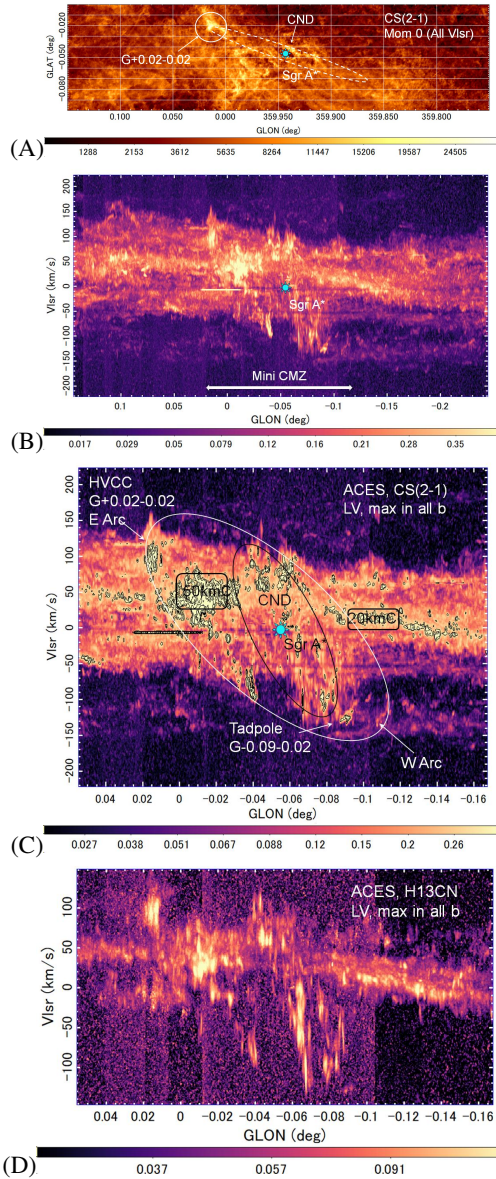 CND
CS(2-1)
Mom 0 (All Vlsr)
G+0.02-0.02
Sgr A*
GLAT (deg)
-0.020
-0.050
-0.080
0.100 0.050 0.000 359.950 359.900 359.850 359.800
GLON (deg)
(A)
1288 2153 3612 5635 8264 11447 15206 19587 24505
Vlsr (km/s)
150
100
50
0
-50
-100
-150
-200
Sgr A*
Mini CMZ
0.1 0.05 0 -0.05 -0.1 -0.15 -0.2
GLON (deg)
(B)
0.017 0.029 0.05 0.079 0.12 0.16 0.21 0.28 0.35
HVCC
G+0.02-0.02
E Arc
ACES, CS(2-1)
LV, max in all b
Vlsr (km/s)
200
150
100
50
0
-50
-100
-150
-200
50kmC
CND
20kmC
Sgr A*
Tadpole
G-0.09-0.02
W Arc
0.04 0.02 0 -0.02 -0.04 -0.06 -0.08 -0.1 -0.12 -0.14 -0.16
GLON (deg)
(C)
0.027 0.038 0.051 0.067 0.088 0.12 0.15 0.2 0.26
ACES, H13CN
LV, max in all b
Vlsr (km/s)
100
50
0
-50
-100
0.04 0.02 0 -0.02 -0.04 -0.06 -0.08 -0.1 -0.12 -0.14 -0.16
GLON (deg)
(D)
0.037 0.057 0.091